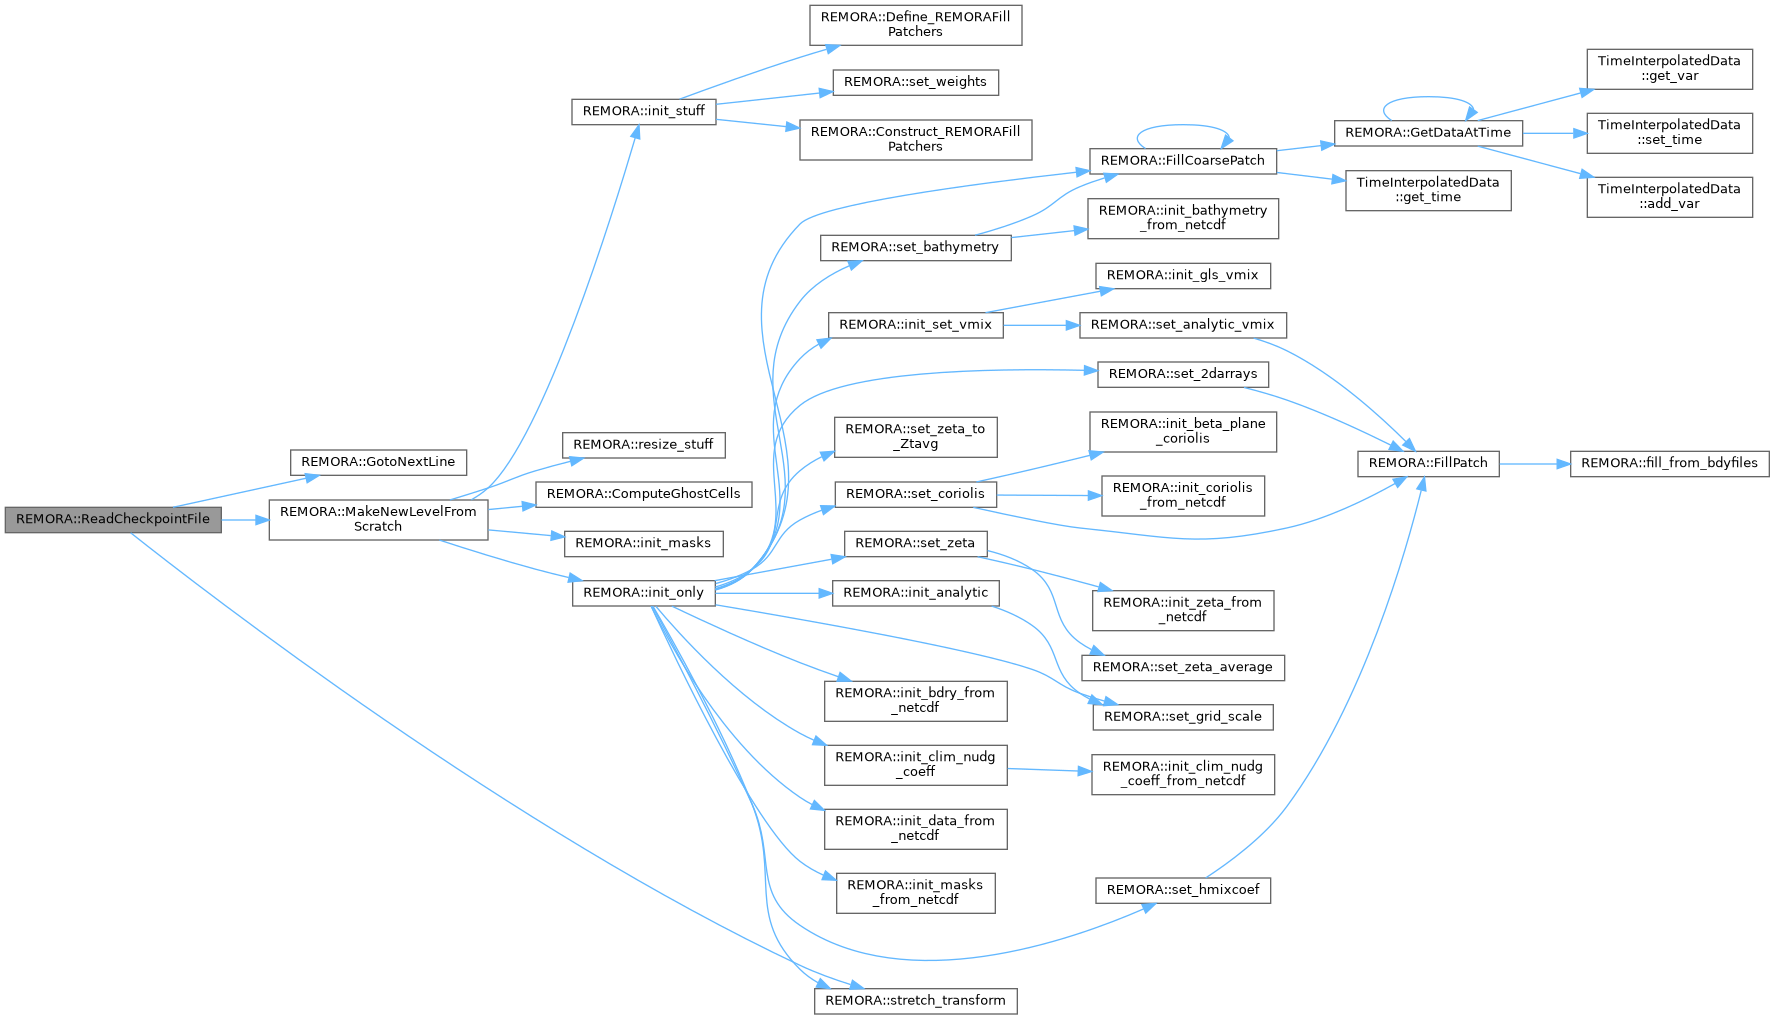 REMORA::ReadCheckpointFile
REMORA::GotoNextLine
REMORA::MakeNewLevelFrom
Scratch
REMORA::init_stuff
REMORA::resize_stuff
REMORA::ComputeGhostCells
REMORA::init_masks
REMORA::init_only
REMORA::Define_REMORAFill
Patchers
REMORA::set_weights
REMORA::Construct_REMORAFill
Patchers
REMORA::set_bathymetry
REMORA::init_set_vmix
REMORA::set_zeta_to
_Ztavg
REMORA::set_coriolis
REMORA::set_zeta
REMORA::init_analytic
REMORA::init_bdry_from
_netcdf
REMORA::init_clim_nudg
_coeff
REMORA::init_data_from
_netcdf
REMORA::init_masks
_from_netcdf
REMORA::stretch_transform
REMORA::FillCoarsePatch
REMORA::init_bathymetry
_from_netcdf
REMORA::init_gls_vmix
REMORA::set_analytic_vmix
REMORA::set_2darrays
REMORA::init_beta_plane
_coriolis
REMORA::init_coriolis
_from_netcdf
REMORA::init_zeta_from
_netcdf
REMORA::set_zeta_average
REMORA::set_grid_scale
REMORA::init_clim_nudg
_coeff_from_netcdf
REMORA::set_hmixcoef
REMORA::GetDataAtTime
TimeInterpolatedData
::get_time
REMORA::FillPatch
TimeInterpolatedData
::get_var
TimeInterpolatedData
::set_time
TimeInterpolatedData
::add_var
REMORA::fill_from_bdyfiles